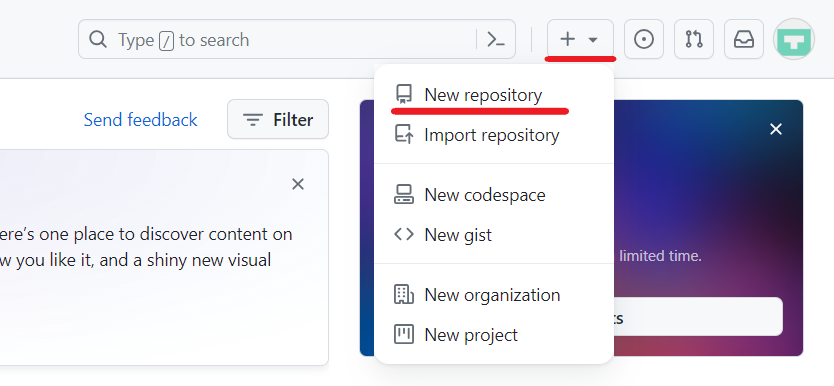 Type / to search
New repository
Send feedback
Filter
Import repository
New codespace
ere's one place to discover content on
New gist
w you like it, and a shiny new visual
limited time.
New organization
ts
New project